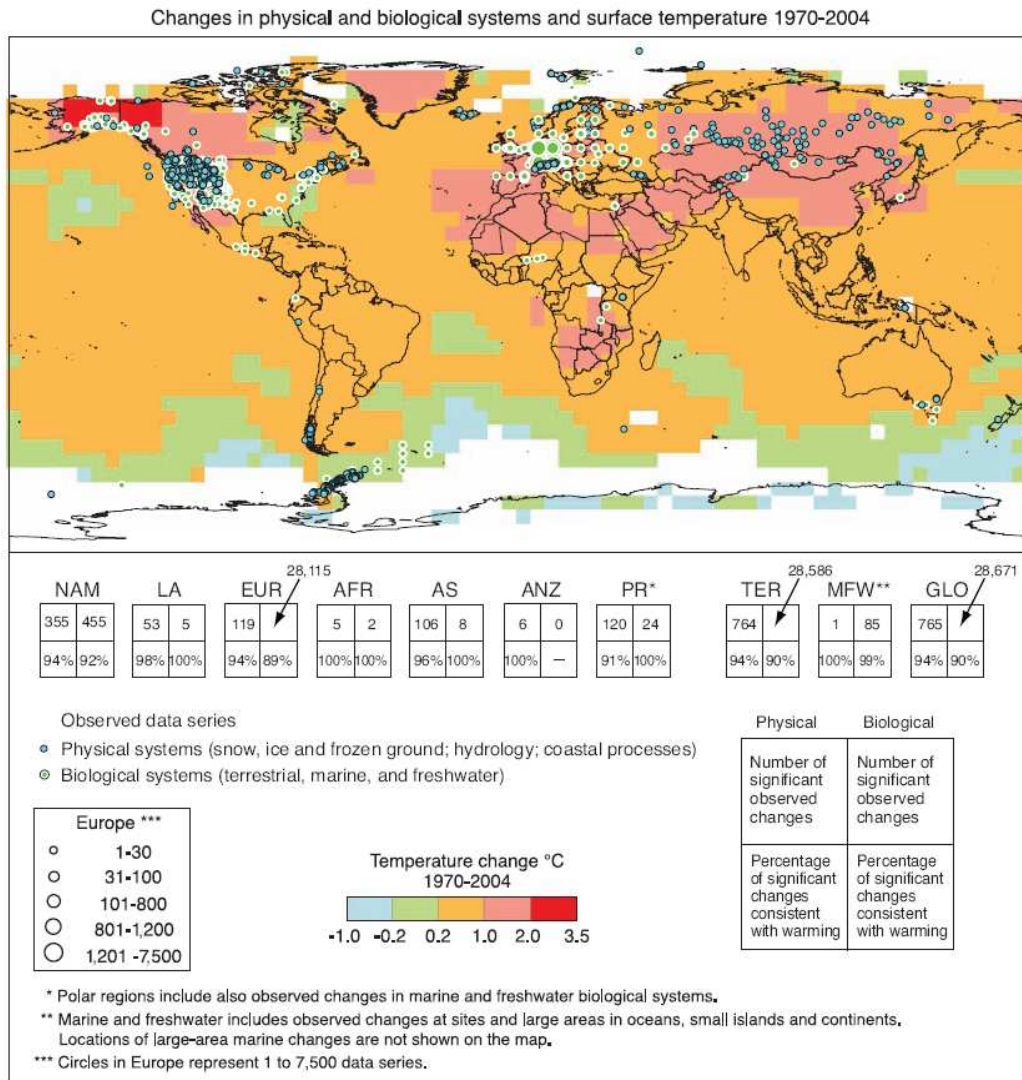 Changes in physical and biological systems and surface temperature 1970-2004
28,115
28,586
28,671
NAM LA EUR AFR AS ANZ PR* TER MFW** GLO
355 455 53 5 119 5 2 106 8 6 0 120 24 764 1 85 765
94% 92% 98% 100% 94% 89% 100% 100% 96% 100% 100% — 91% 100% 94% 90% 100% 99% 94% 90%
Observed data series
Physical systems (snow, ice and frozen ground; hydrology; coastal processes)
Biological systems (terrestrial, marine, and freshwater)
Europe ***
1-30
31-100
101-800
801-1,200
1,201 -7,500
Temperature change °C
1970-2004
-1.0 -0.2 0.2 1.0 2.0 3.5
Physical Biological
Number of
significant
observed
changes
Number of
significant
observed
changes
Percentage
of significant
changes
consistent
with warming
Percentage
of significant
changes
consistent
with warming
* Polar regions include also observed changes in marine and freshwater biological systems.
** Marine and freshwater includes observed changes at sites and large areas in oceans, small islands and continents.
Locations of large-area marine changes are not shown on the map.
*** Circles in Europe represent 1 to 7,500 data series.